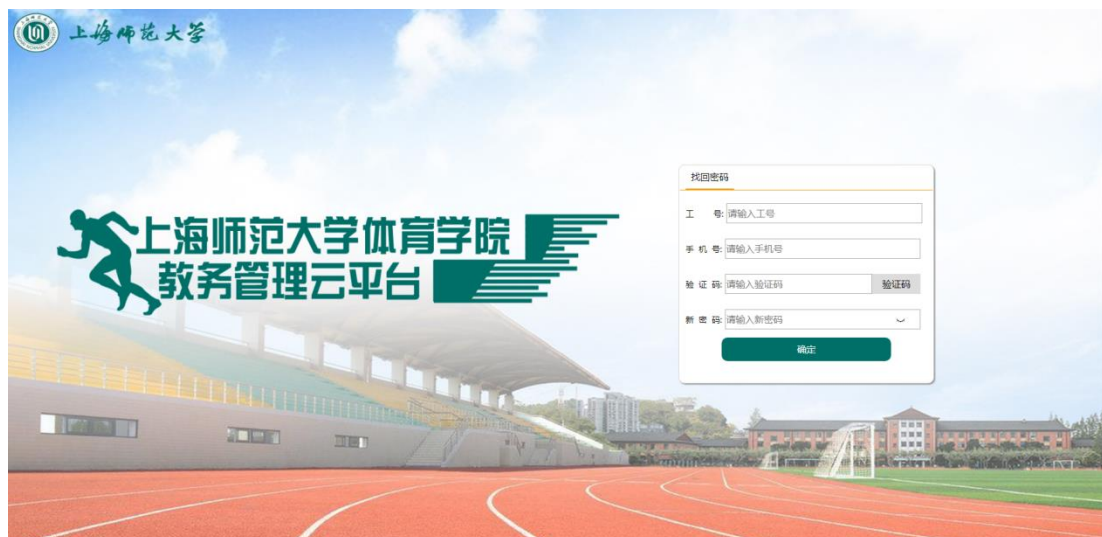 上海师范大学
上海师范大学体育学院
教务管理云平台
找回密码
工 号: 请输入工号
手 机 号: 请输入手机号
验 证 码: 请输入验证码 验证码
新 密 码: 请输入新密码
确定